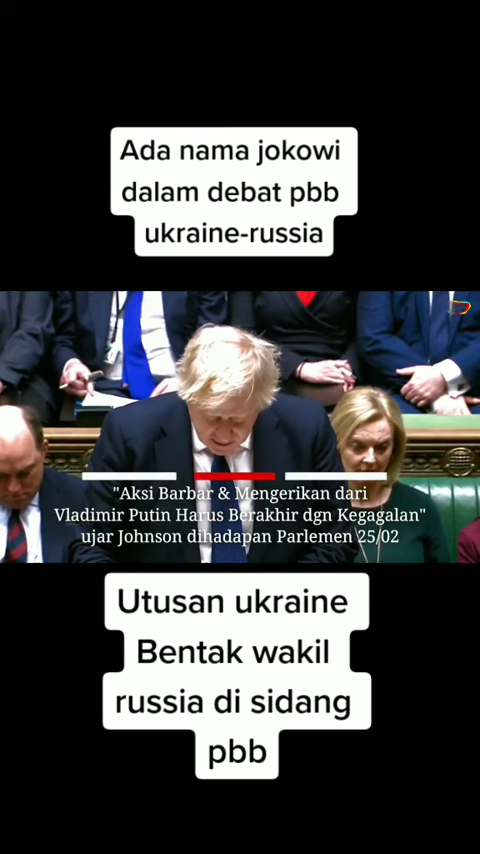 Ada nama jokowi
dalam debat pbb
ukraine-russia
"Aksi Barbar & Mengerikan dari
Vladimir Putin Harus Berakhir dgn Kegagalan"
ujar Johnson dihadapan Parlemen 25/02
Utusan ukraine
Bentak wakil
russia di sidang
pbb